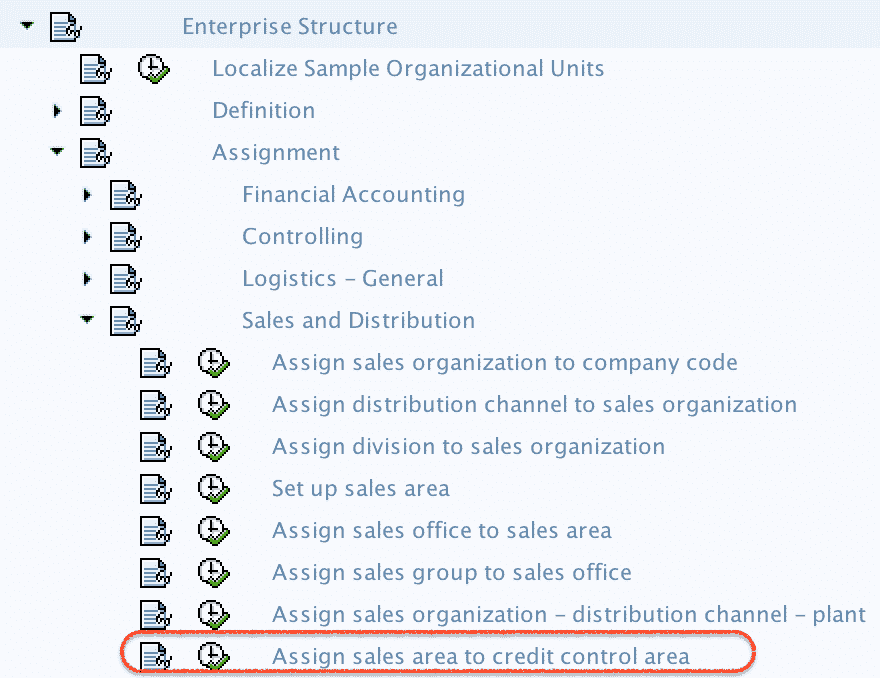 Enterprise Structure
Localize Sample Organizational Units
Definition
Assignment
Financial Accounting
Controlling
Logistics – General
Sales and Distribution
Assign sales organization to company code
Assign distribution channel to sales organization
Assign division to sales organization
Set up sales area
Assign sales office to sales area
Assign sales group to sales office
Assign sales organization – distribution channel – plant
Assign sales area to credit control area